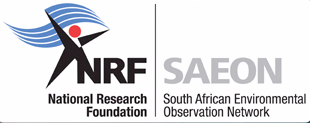 NRF SAEON
National Research South African Environmental
Foundation Observation Network